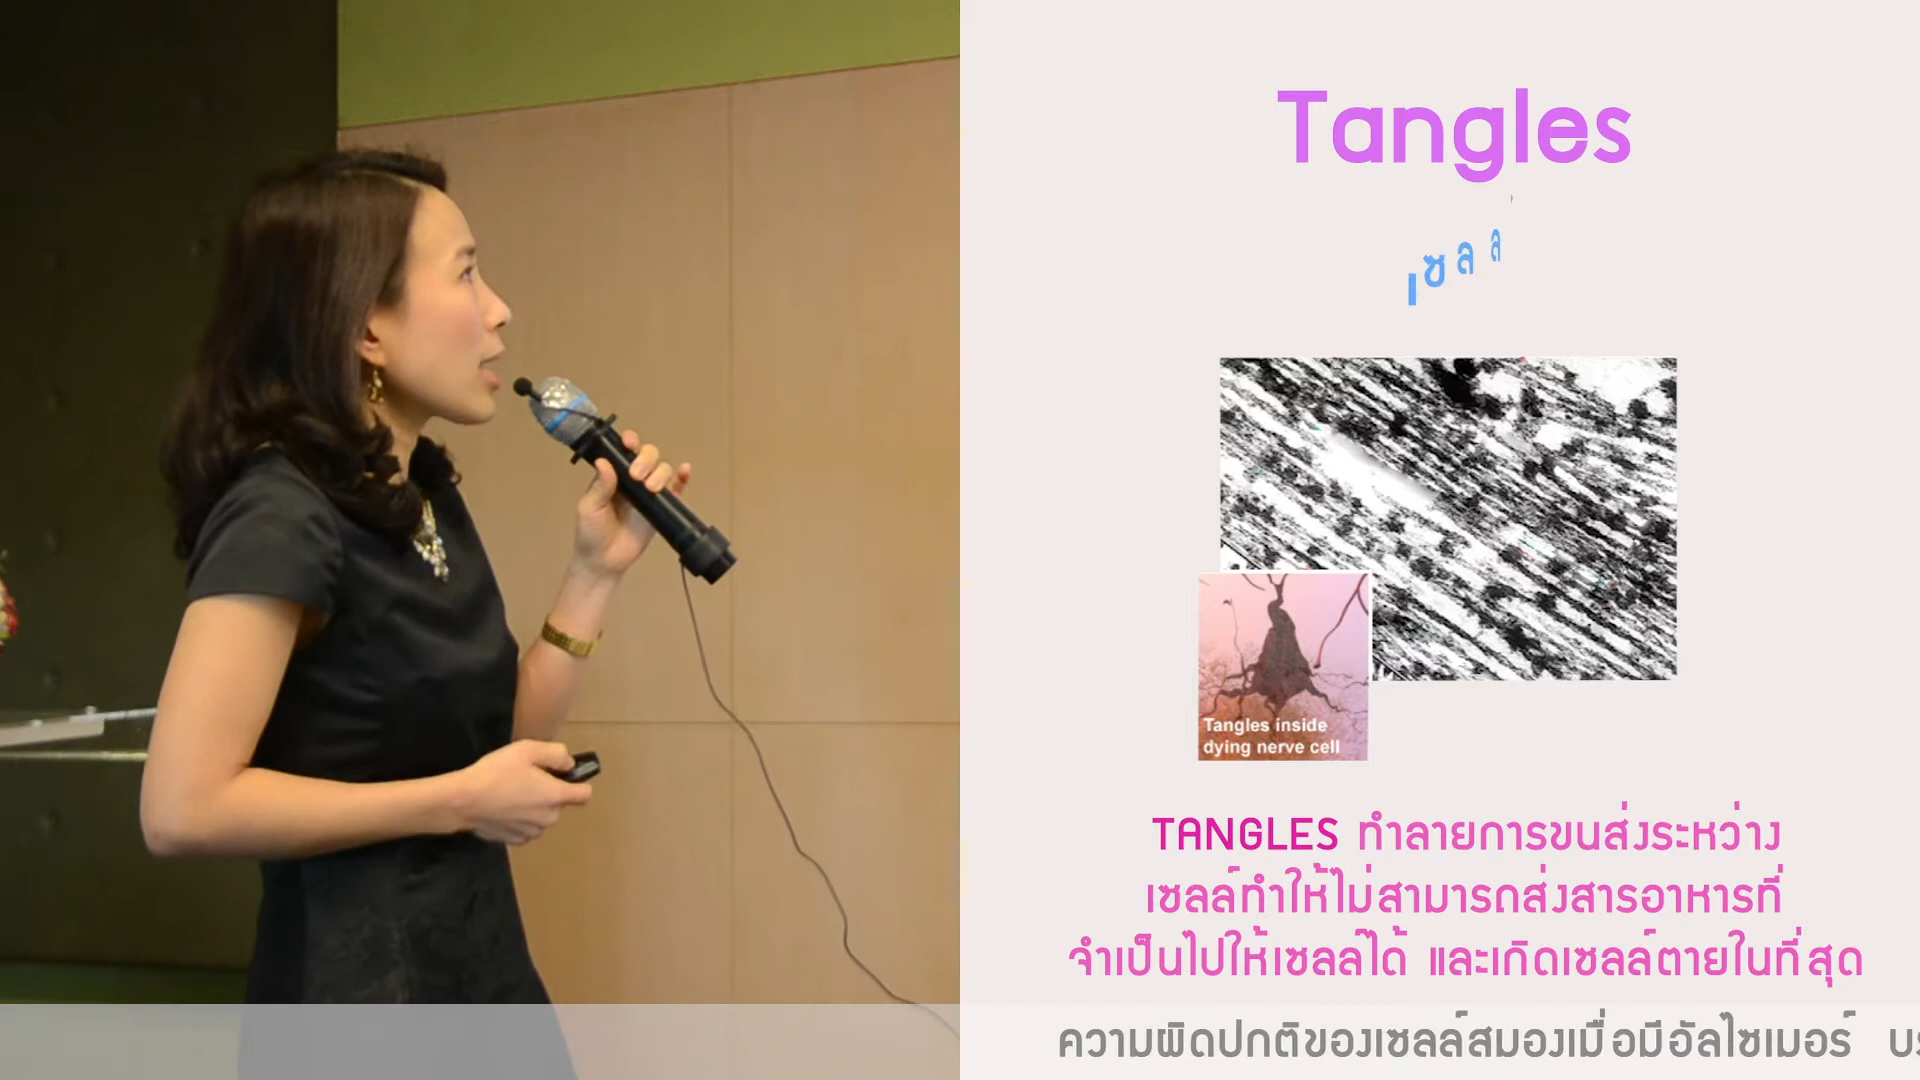 Tangles
เซลล์
Tangles inside
dying nerve cell
TANGLES ทำลายการขนส่งระหว่าง
เซลล์ทำให้ไม่สามารถส่งสารอาหารที่
จำเป็นไปให้เซลล์ได้ และเกิดเซลล์ตายในที่สุด
ความผิดปกติของเซลล์สมองเมื่อมีอัลไซเมอร์